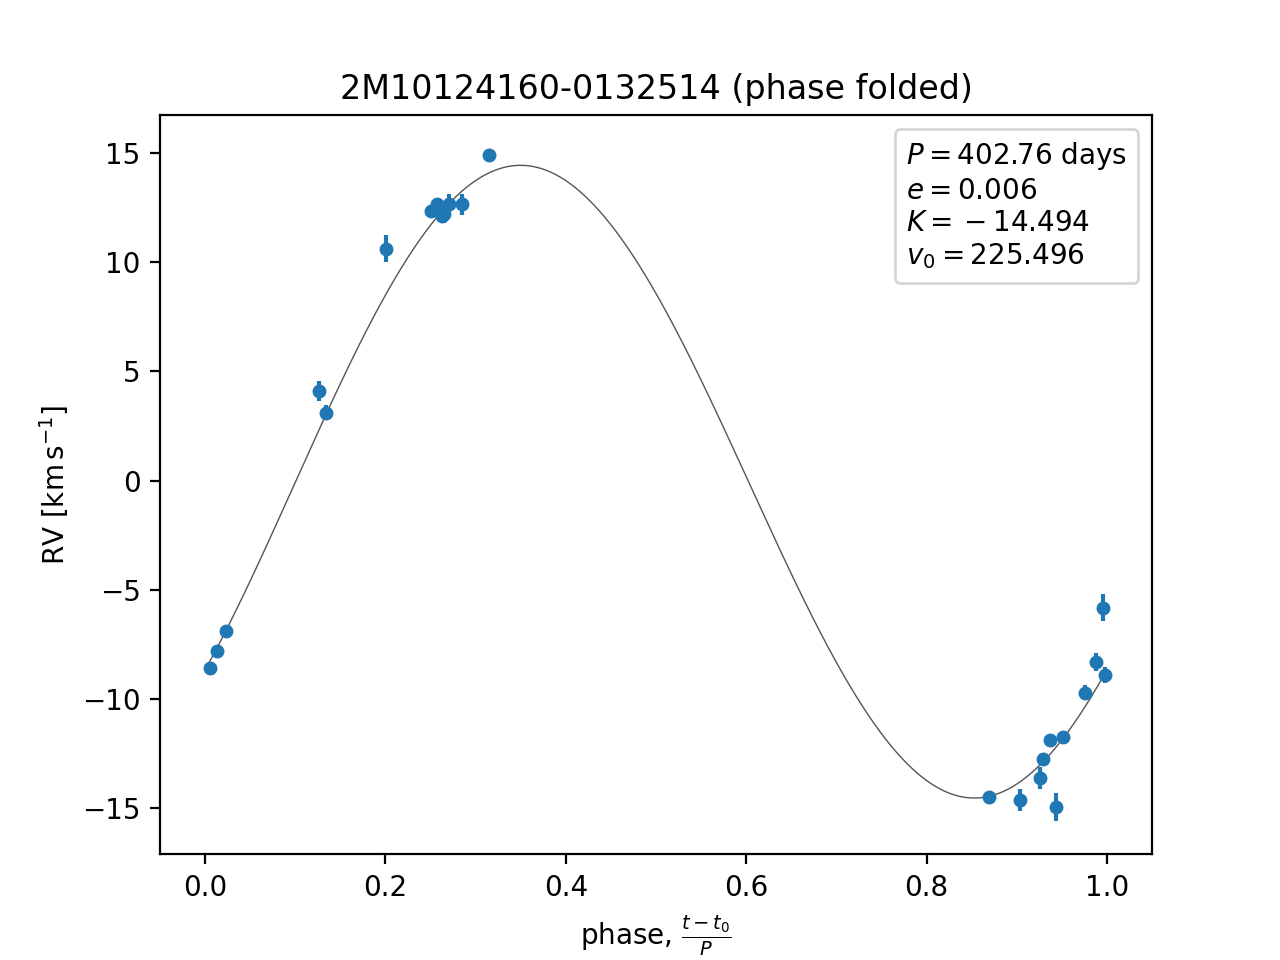 2M10124160-0132514 (phase folded)
P = 402.76 days
e = 0.006
K = −14.494
v₀ = 225.496
RV [km s⁻¹]
15
10
5
0
−5
−10
−15
0.0 0.2 0.4 0.6 0.8 1.0
phase, (t − t₀)/P